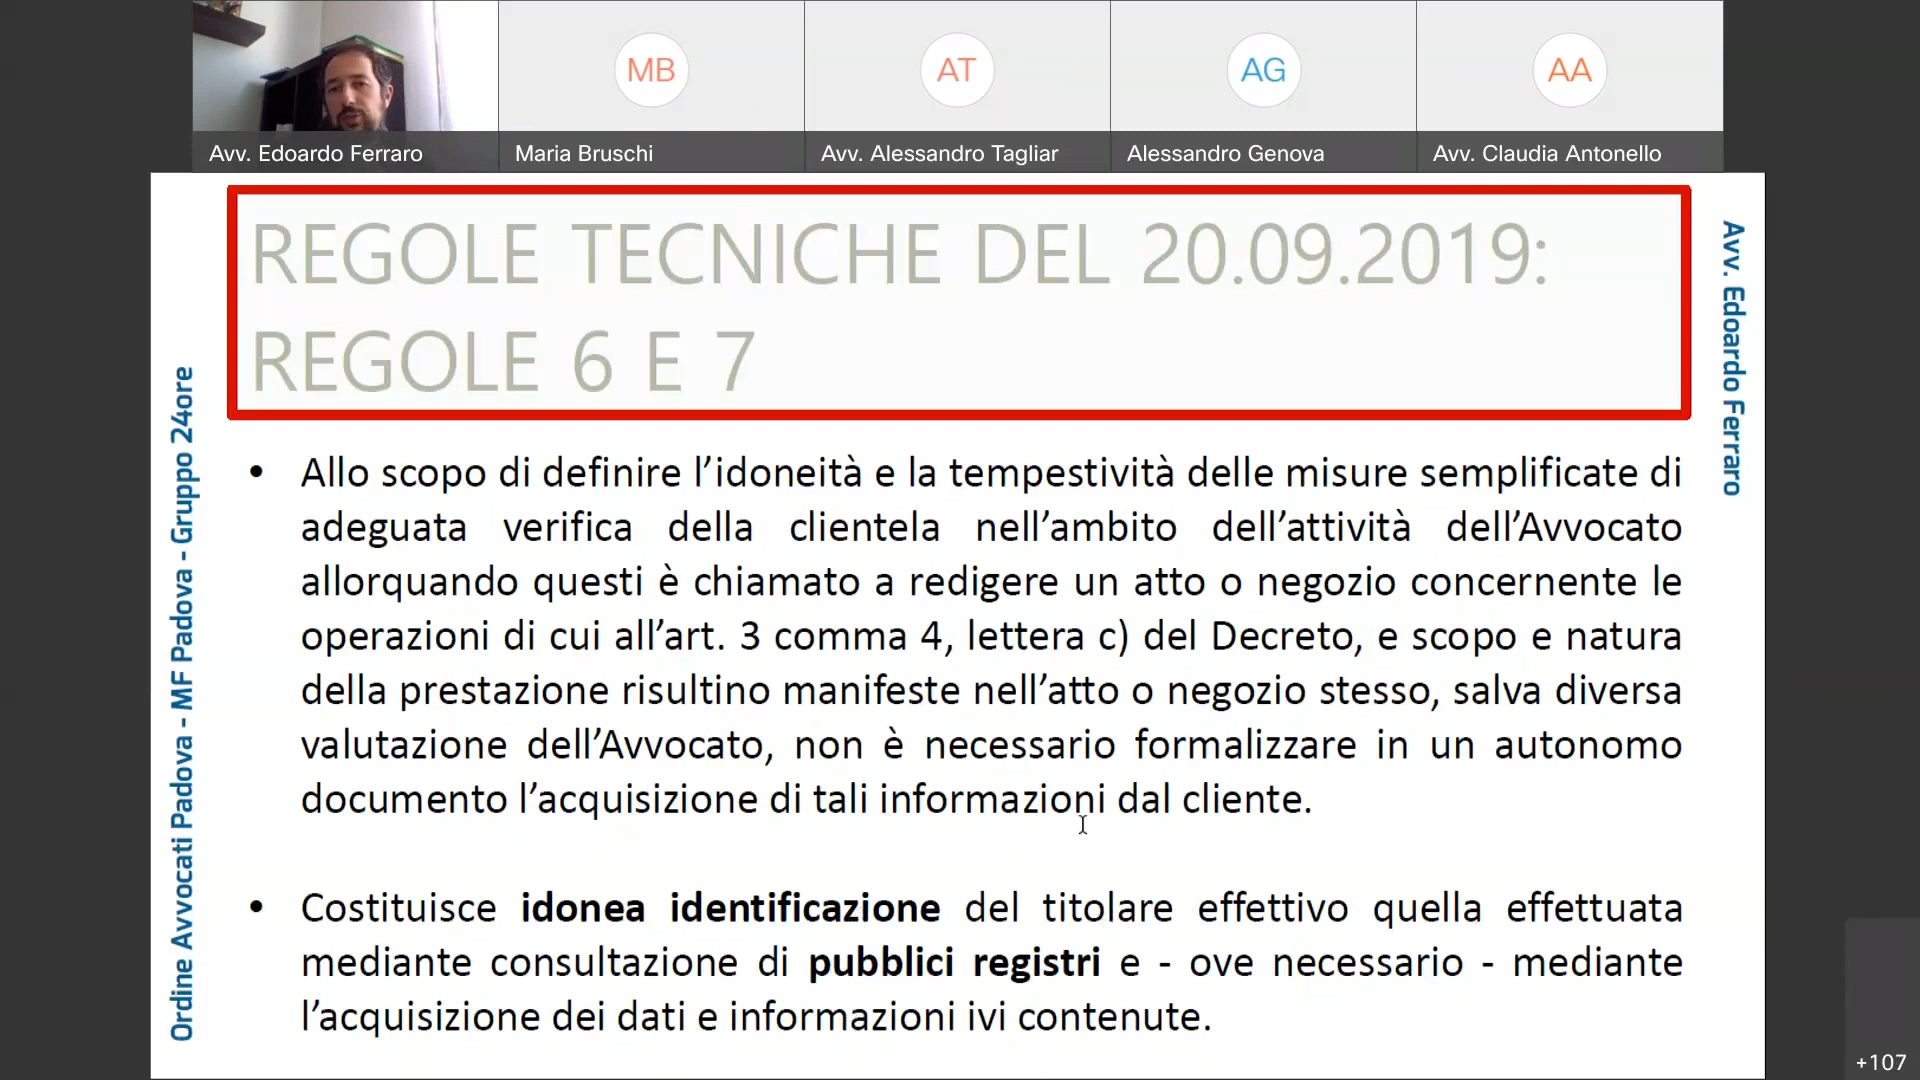 MB
AT
AG
AA
Avv. Edoardo Ferraro
Maria Bruschi
Avv. Alessandro Tagliar
Alessandro Genova
Avv. Claudia Antonello
REGOLE TECNICHE DEL 20.09.2019:
REGOLE 6 E 7
Avv. Edoardo Ferraro
Ordine Avvocati Padova - MF Padova - Gruppo 24ore
• Allo scopo di definire l’idoneità e la tempestività delle misure semplificate di
adeguata verifica della clientela nell’ambito dell’attività dell’Avvocato
allorquando questi è chiamato a redigere un atto o negozio concernente le
operazioni di cui all’art. 3 comma 4, lettera c) del Decreto, e scopo e natura
della prestazione risultino manifeste nell’atto o negozio stesso, salva diversa
valutazione dell’Avvocato, non è necessario formalizzare in un autonomo
documento l’acquisizione di tali informazioni dal cliente.
• Costituisce idonea identificazione del titolare effettivo quella effettuata
mediante consultazione di pubblici registri e - ove necessario - mediante
l’acquisizione dei dati e informazioni ivi contenute.
+107